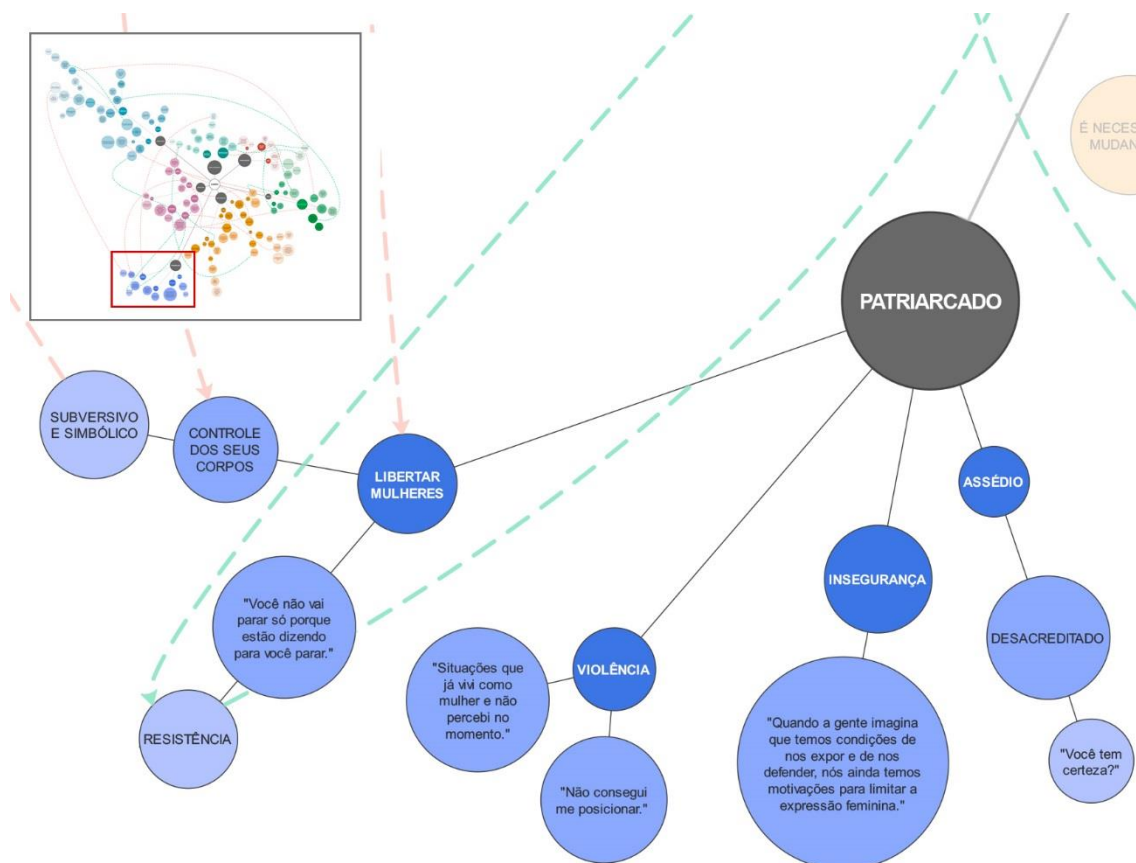 É NECES
MUDAN
PATRIARCADO
SUBVERSIVO
E SIMBÓLICO
CONTROLE
DOS SEUS
CORPOS
LIBERTAR
MULHERES
ASSÉDIO
INSEGURANÇA
"Você não vai
parar só porque
estão dizendo
para você parar."
DESACREDITADO
"Situações que
já vivi como
mulher e não
percebi no
momento."
VIOLÊNCIA
RESISTÊNCIA
"Quando a gente imagina
que temos condições de
nos expor e de nos
defender, nós ainda temos
motivações para limitar a
expressão feminina."
"Você tem
certeza?"
"Não consegui
me posicionar."